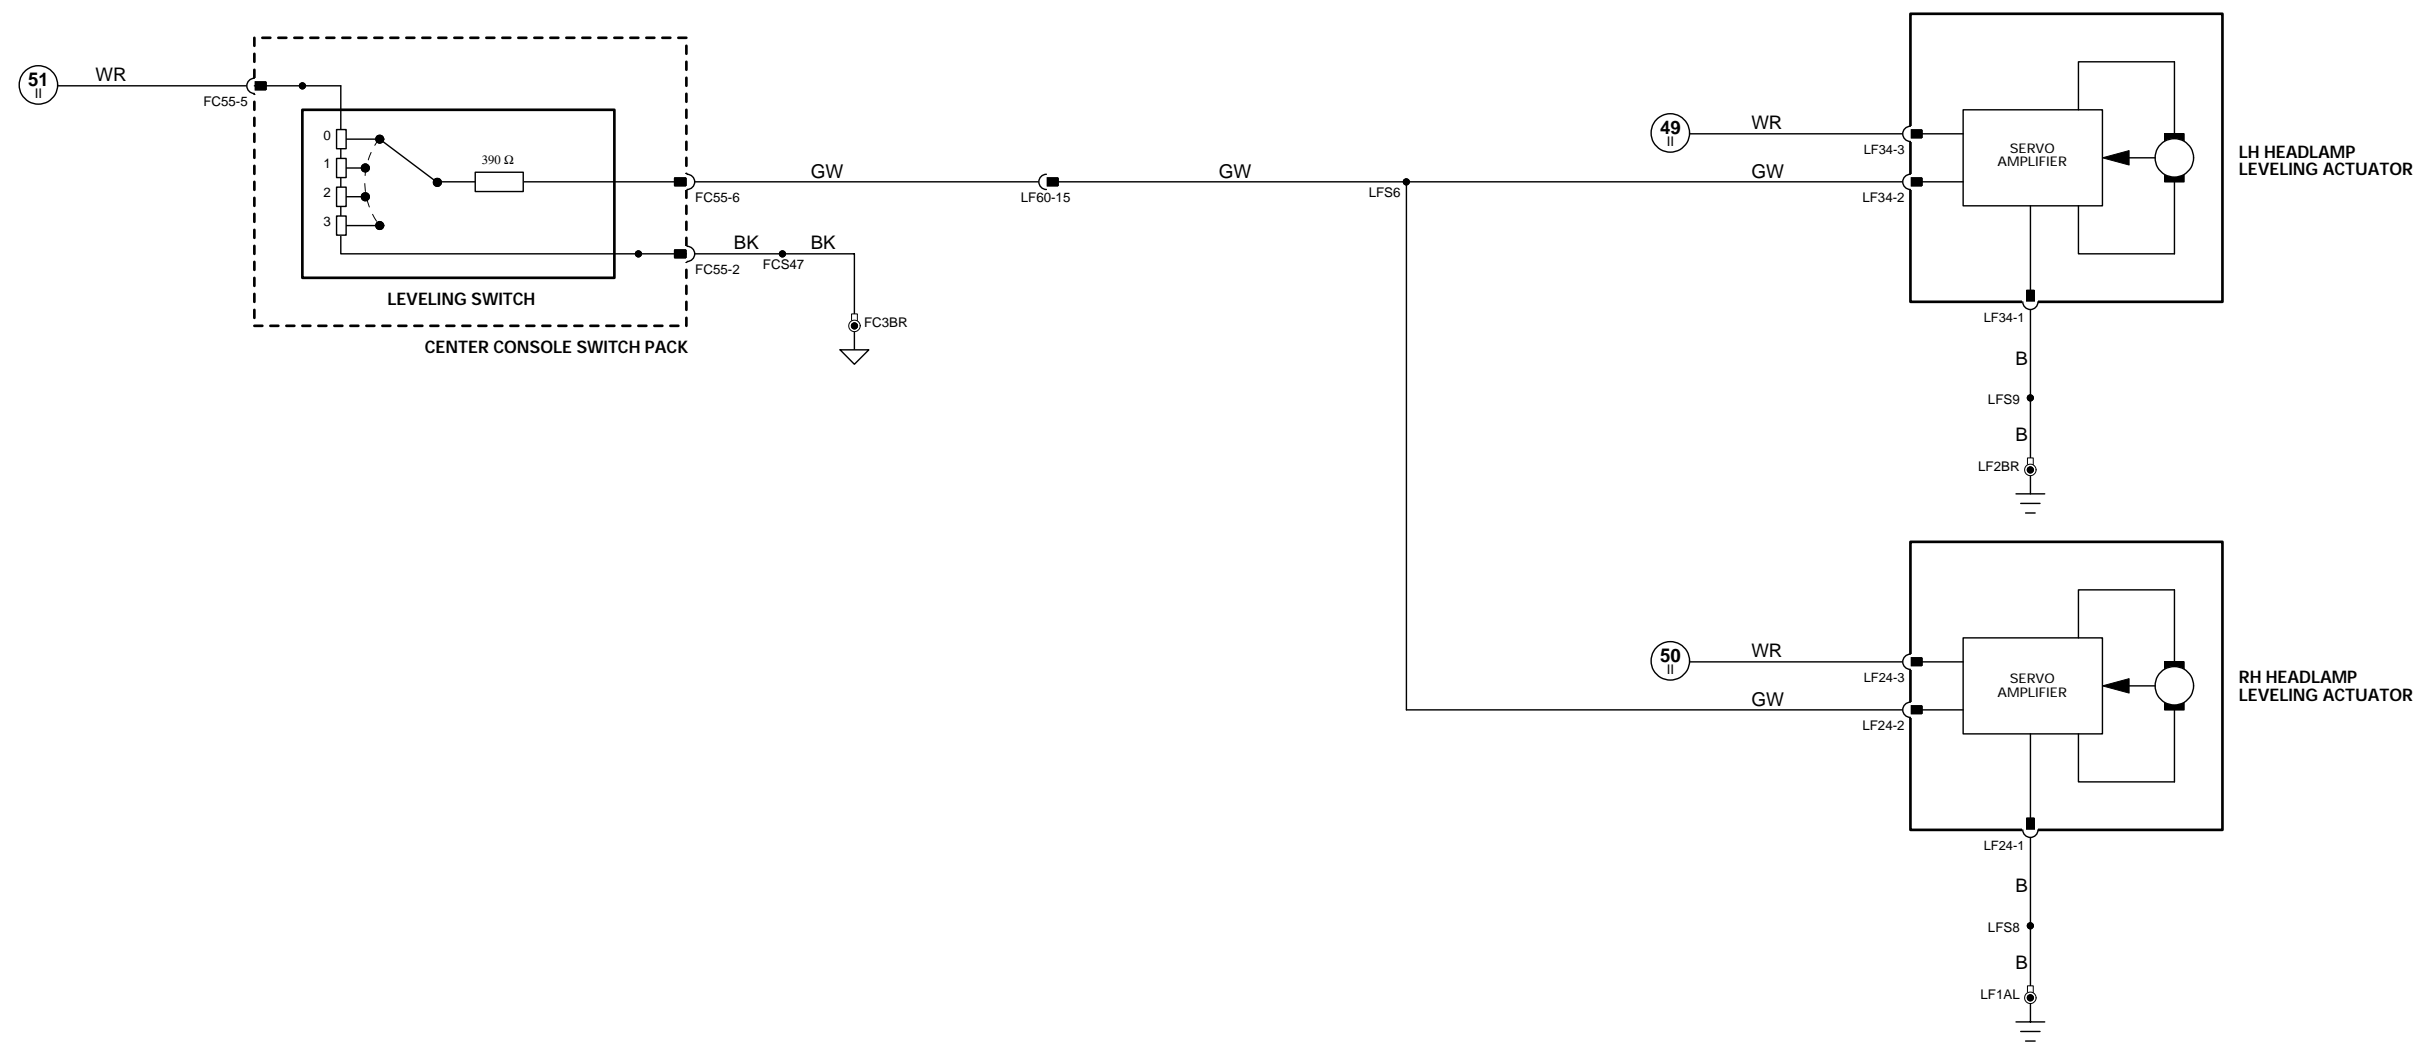 51
II
WR
FC55-5
0
1
2
3
390 Ω
LEVELING SWITCH
CENTER CONSOLE SWITCH PACK
FC55-6
GW
LF60-15
GW
LFS6
GW
FC55-2
BK
FCS47
BK
FC3BR
49
II
WR
LF34-3
LF34-2
SERVO
AMPLIFIER
LH HEADLAMP
LEVELING ACTUATOR
LF34-1
B
LFS9
B
LF2BR
50
II
WR
LF24-3
GW
LF24-2
SERVO
AMPLIFIER
RH HEADLAMP
LEVELING ACTUATOR
LF24-1
B
LFS8
B
LF1AL